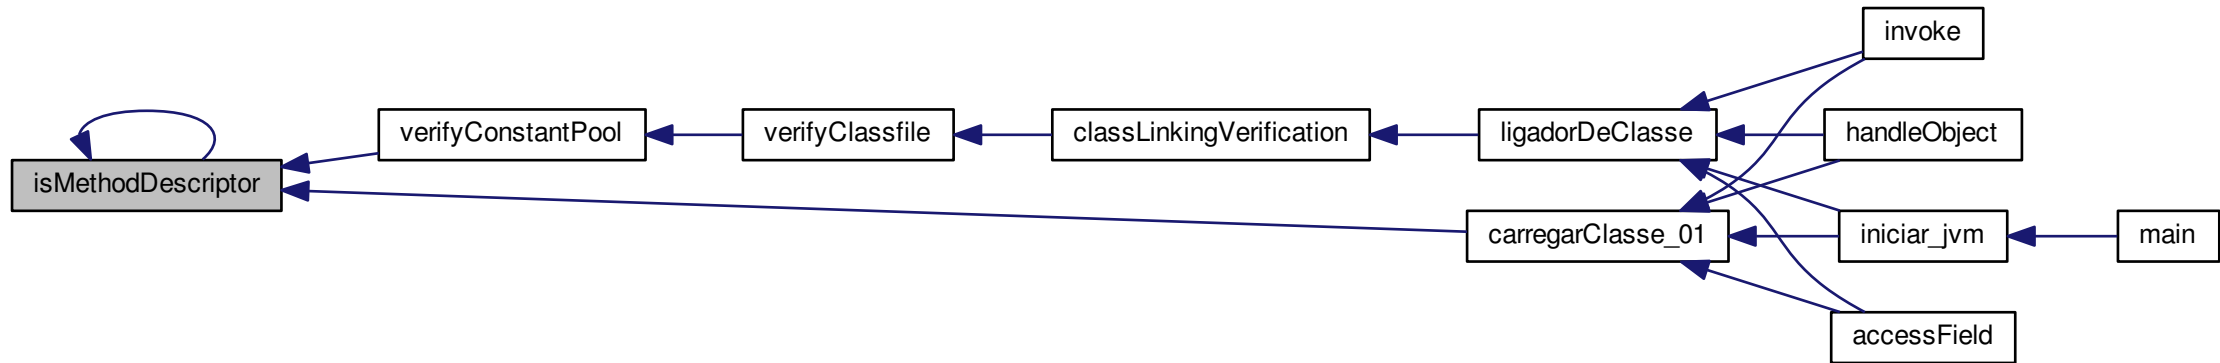 invoke
verifyConstantPool
verifyClassfile
classLinkingVerification
ligadorDeClasse
handleObject
isMethodDescriptor
carregarClasse_01
iniciar_jvm
main
accessField